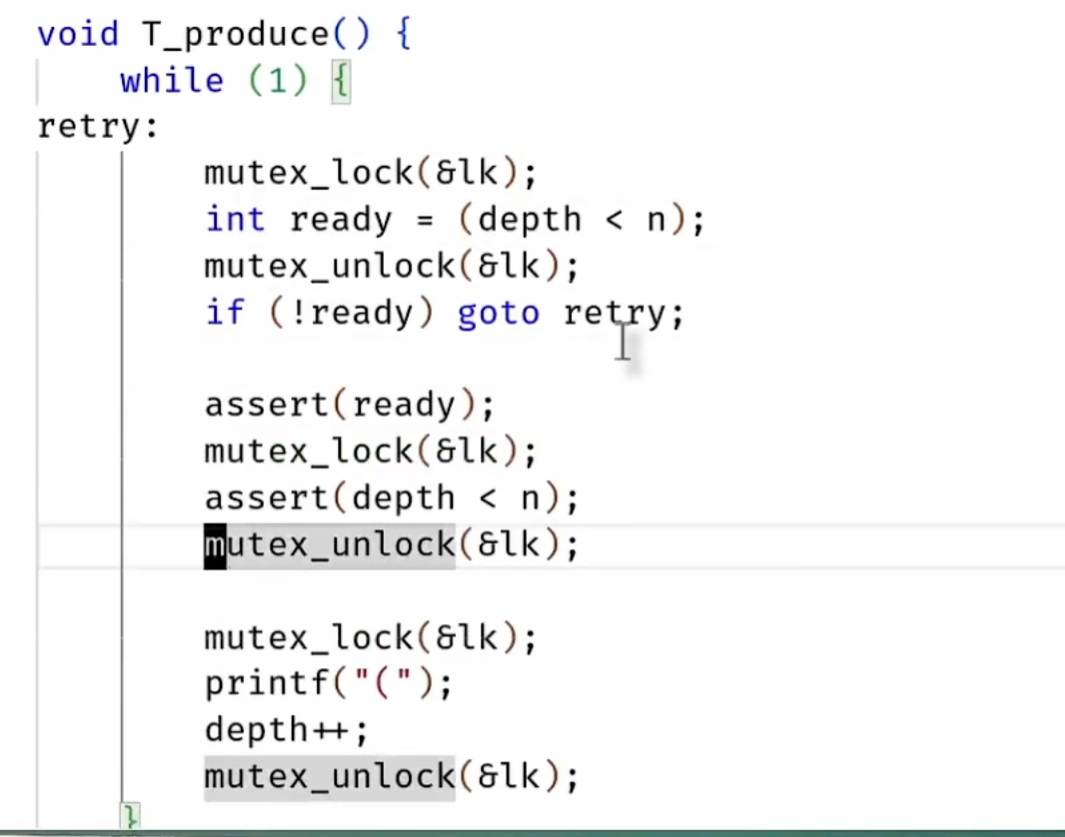 void T_produce() {
    while (1) {
retry:
        mutex_lock(&lk);
        int ready = (depth < n);
        mutex_unlock(&lk);
        if (!ready) goto retry;

        assert(ready);
        mutex_lock(&lk);
        assert(depth < n);
        mutex_unlock(&lk);

        mutex_lock(&lk);
        printf("(");
        depth++;
        mutex_unlock(&lk);
    }